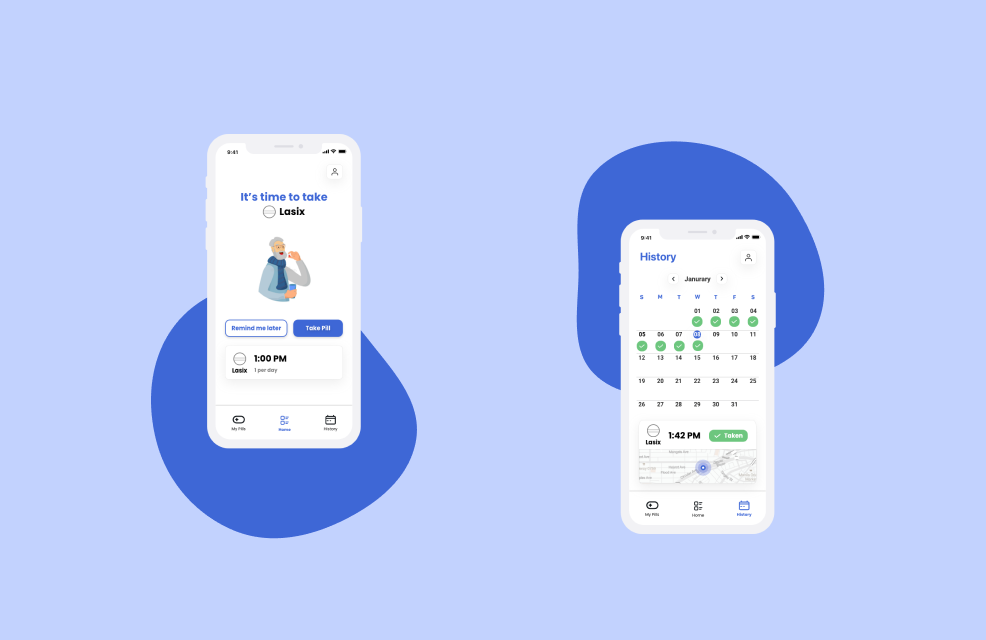 9:41
It's time to take
Lasix
Remind me later Take Pill
1:00 PM
Lasix 1 per day
My Pills Home History
9:41
History
Janurary
S M T W T F S
01 02 03 04
05 06 07 08 09 10 11
12 13 14 15 16 17 18
19 20 21 22 23 24 25
26 27 28 29 30 31
1:42 PM Taken
Lasix
My Pills Home History